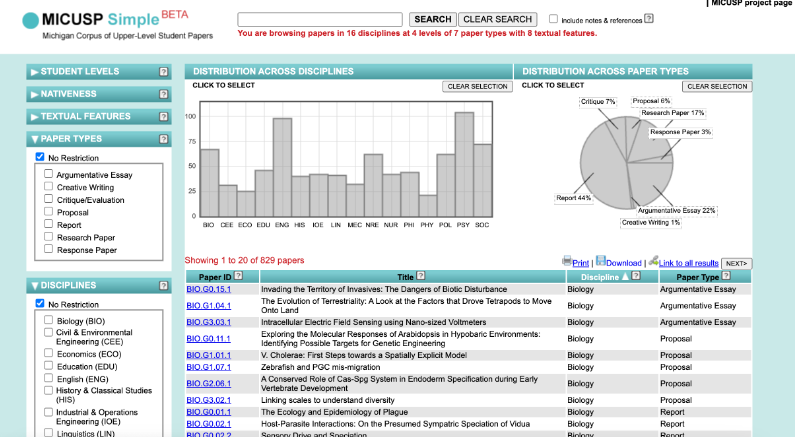 | MICUSP project page
MICUSP Simple BETA
Michigan Corpus of Upper-Level Student Papers
SEARCH CLEAR SEARCH include notes & references ?
You are browsing papers in 16 disciplines at 4 levels of 7 paper types with 8 textual features.
▶ STUDENT LEVELS ?
▶ NATIVENESS ?
▶ TEXTUAL FEATURES ?
▼ PAPER TYPES ?
No Restriction
Argumentative Essay
Creative Writing
Critique/Evaluation
Proposal
Report
Research Paper
Response Paper
▼ DISCIPLINES ?
No Restriction
Biology (BIO)
Civil & Environmental
Engineering (CEE)
Economics (ECO)
Education (EDU)
English (ENG)
History & Classical Studies
(HIS)
Industrial & Operations
Engineering (IOE)
Linguistics (LIN)
DISTRIBUTION ACROSS DISCIPLINES
CLICK TO SELECT CLEAR SELECTION
100
75
50
25
0
BIO CEE ECO EDU ENG HIS IOE LIN MEC NRE NUR PHI PHY POL PSY SOC
DISTRIBUTION ACROSS PAPER TYPES
CLICK TO SELECT CLEAR SELECTION
Critique 7%
Proposal 6%
Research Paper 17%
Response Paper 3%
Report 44%
Argumentative Essay 22%
Creative Writing 1%
Showing 1 to 20 of 829 papers
Print | Download | Link to all results NEXT>
Paper ID ? Title ? Discipline ▲ ? Paper Type ?
BIO.G0.15.1 Invading the Territory of Invasives: The Dangers of Biotic Disturbance Biology Argumentative Essay
BIO.G1.04.1 The Evolution of Terrestriality: A Look at the Factors that Drove Tetrapods to Move
Onto Land Biology Argumentative Essay
BIO.G3.03.1 Intracellular Electric Field Sensing using Nano-sized Voltmeters Biology Argumentative Essay
BIO.G0.11.1 Exploring the Molecular Responses of Arabidopsis in Hypobaric Environments:
Identifying Possible Targets for Genetic Engineering Biology Proposal
BIO.G1.01.1 V. Cholerae: First Steps towards a Spatially Explicit Model Biology Proposal
BIO.G1.07.1 Zebrafish and PGC mis-migration Biology Proposal
BIO.G2.06.1 A Conserved Role of Cas-Spg System in Endoderm Specification during Early
Vertebrate Development Biology Proposal
BIO.G3.02.1 Linking scales to understand diversity Biology Proposal
BIO.G0.01.1 The Ecology and Epidemiology of Plague Biology Report
BIO.G0.02.1 Host-Parasite Interactions: On the Presumed Sympatric Speciation of Vidua Biology Report
BIO.G0.02.2 Sensory Drive and Speciation Biology Report